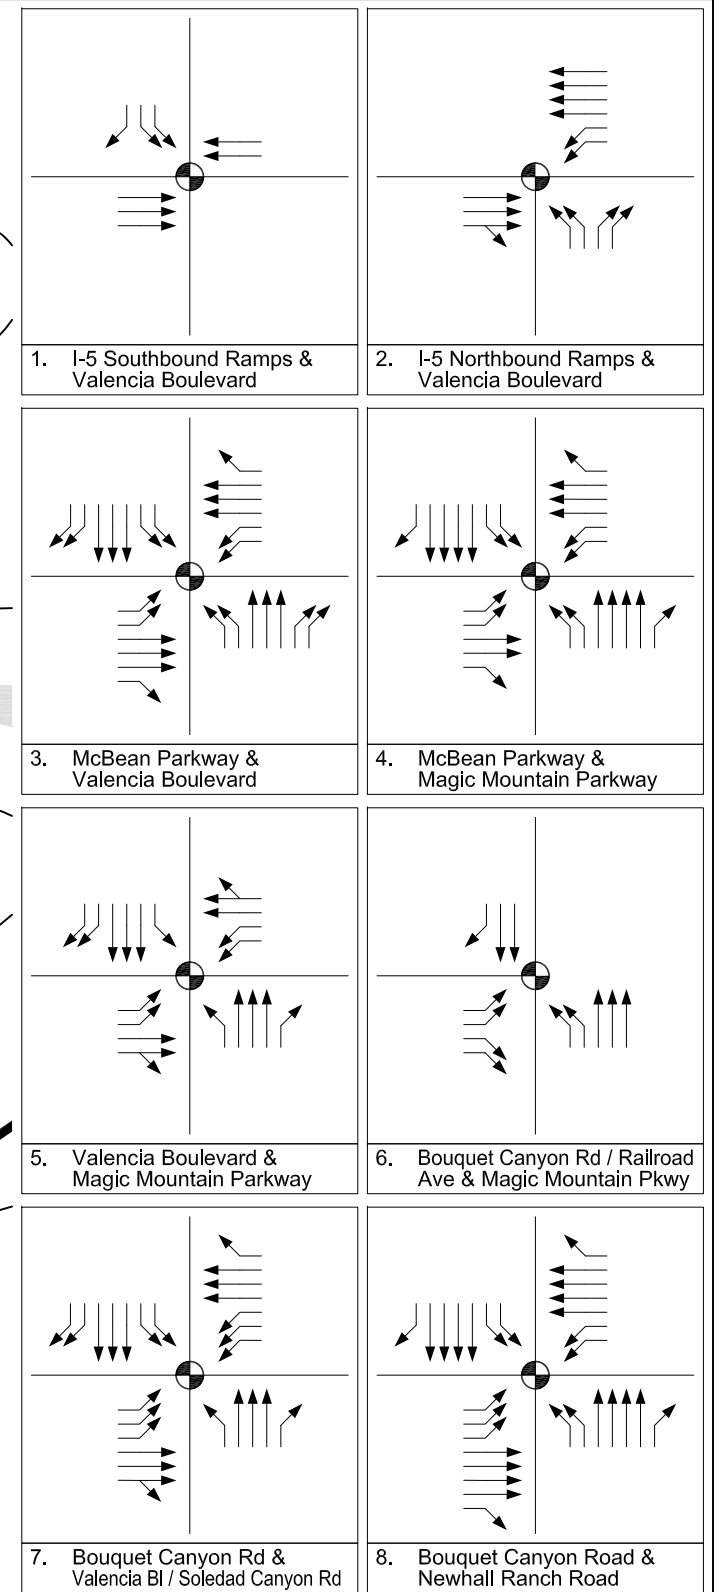 1. I-5 Southbound Ramps &
Valencia Boulevard
2. I-5 Northbound Ramps &
Valencia Boulevard
3. McBean Parkway &
Valencia Boulevard
4. McBean Parkway &
Magic Mountain Parkway
5. Valencia Boulevard &
Magic Mountain Parkway
6. Bouquet Canyon Rd / Railroad
Ave & Magic Mountain Pkwy
7. Bouquet Canyon Rd &
Valencia Bl / Soledad Canyon Rd
8. Bouquet Canyon Road &
Newhall Ranch Road